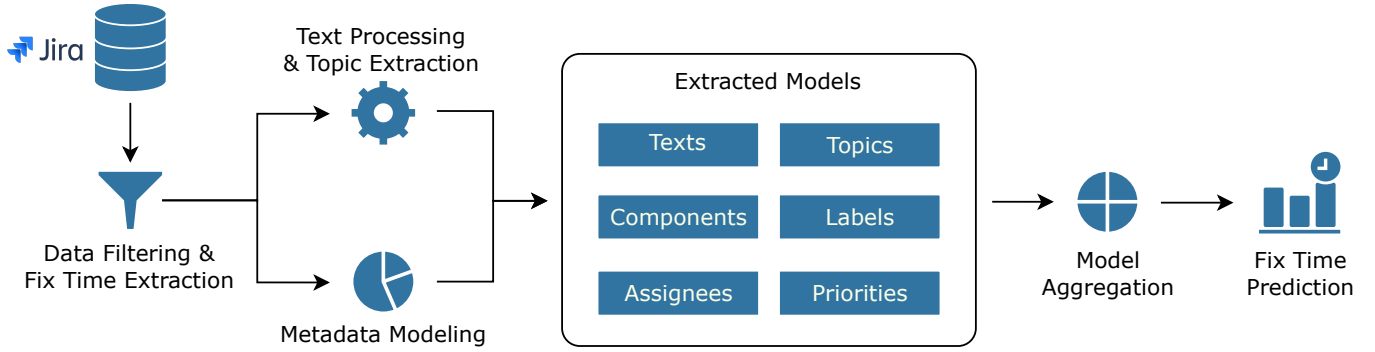 Jira
Data Filtering &
Fix Time Extraction
Text Processing
& Topic Extraction
Metadata Modeling
Extracted Models
Texts
Topics
Components
Labels
Assignees
Priorities
Model
Aggregation
Fix Time
Prediction